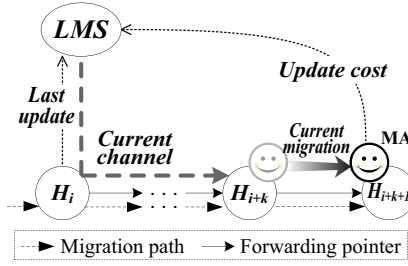 LMS
Last
update
Update cost
Current
channel
Current
migration
MA
H_i
. . .
H_{i+k}
H_{i+k+1}
Migration path
Forwarding pointer